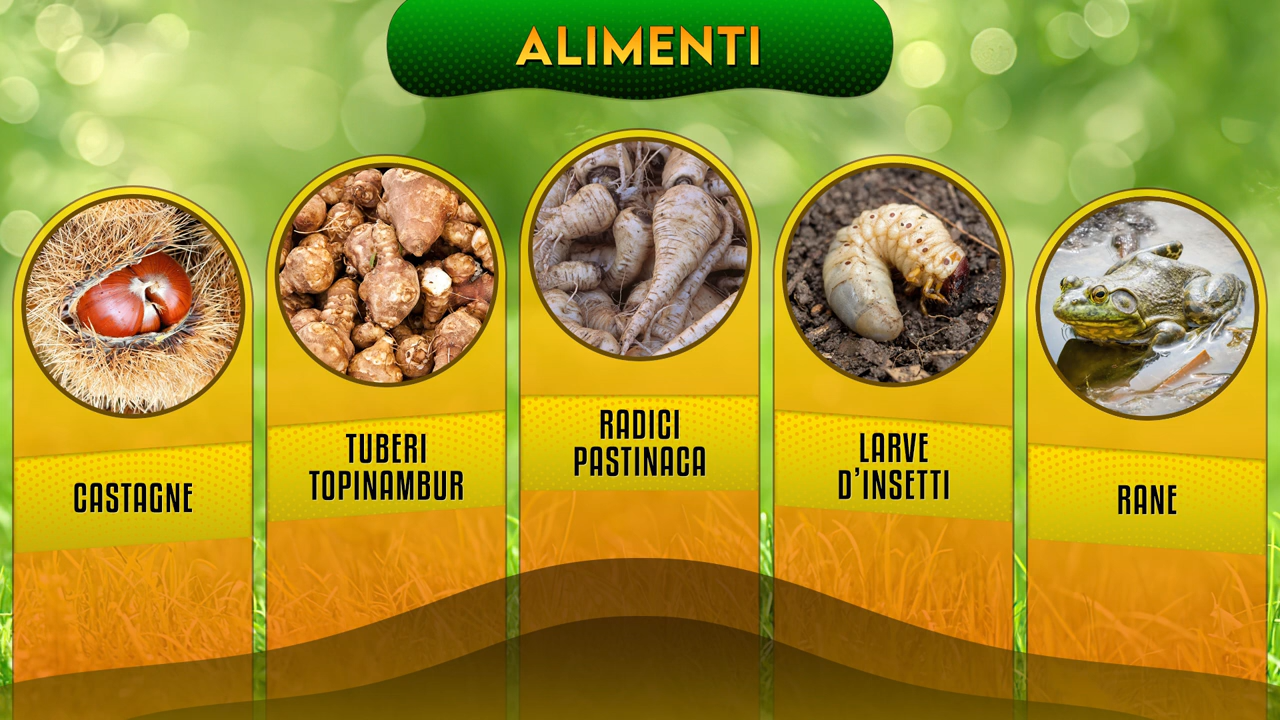 ALIMENTI
CASTAGNE
TUBERI
TOPINAMBUR
RADICI
PASTINACA
LARVE
D'INSETTI
RANE